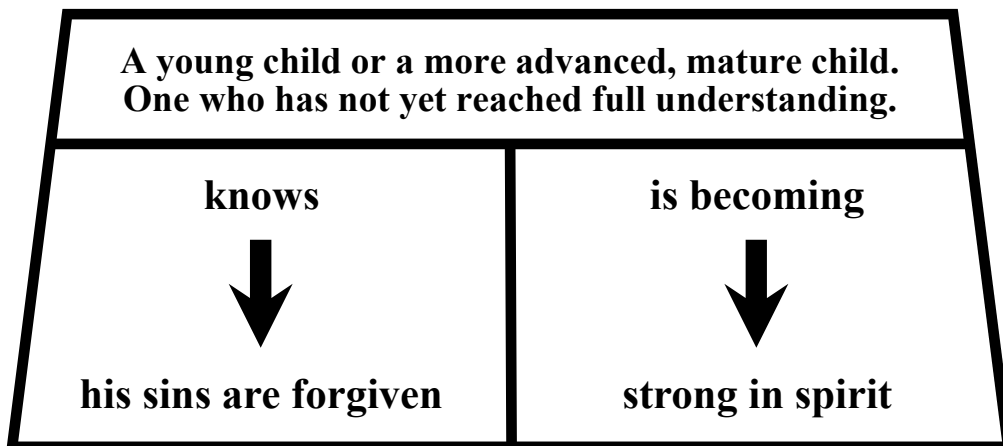 A young child or a more advanced, mature child.
One who has not yet reached full understanding.
knows
is becoming
his sins are forgiven
strong in spirit